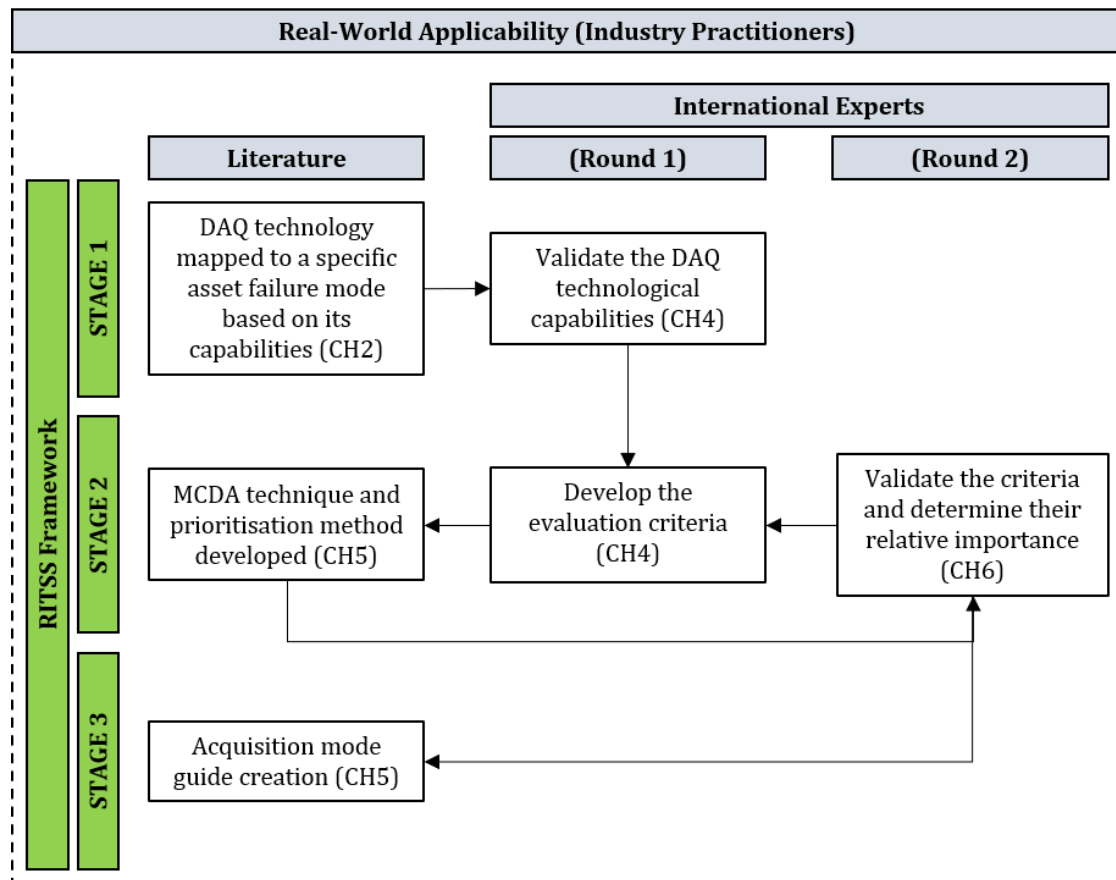 Real-World Applicability (Industry Practitioners)
International Experts
Literature
(Round 1)
(Round 2)
RITSS Framework
STAGE 1
DAQ technology
mapped to a specific
asset failure mode
based on its
capabilities (CH2)
Validate the DAQ
technological
capabilities (CH4)
STAGE 2
MCDA technique and
prioritisation method
developed (CH5)
Develop the
evaluation criteria
(CH4)
Validate the criteria
and determine their
relative importance
(CH6)
STAGE 3
Acquisition mode
guide creation (CH5)